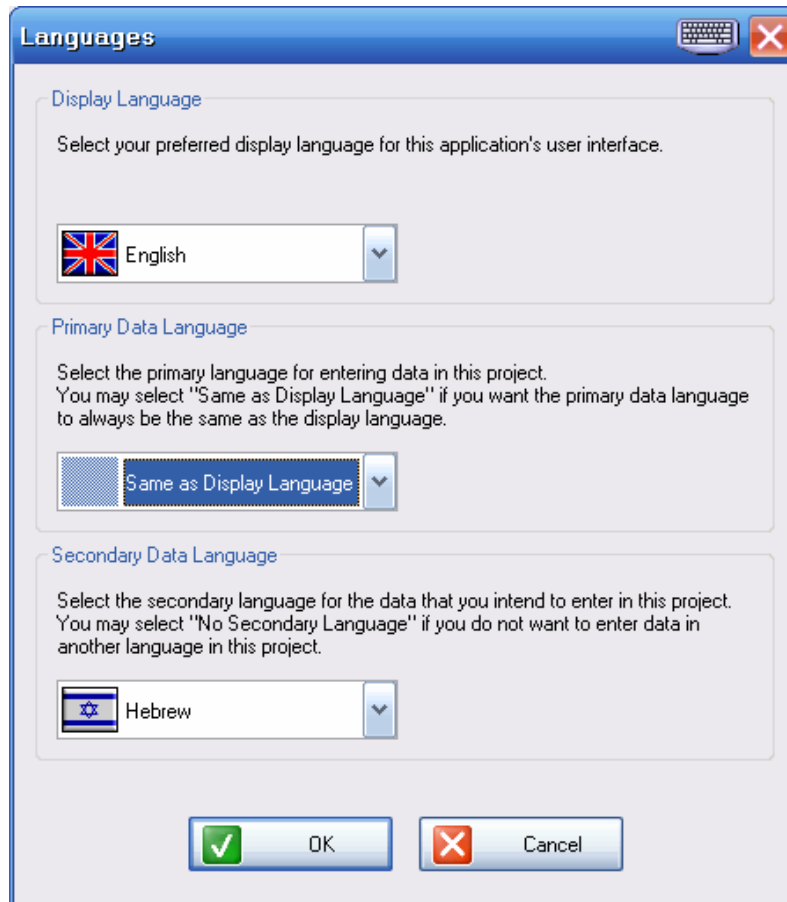 Languages
Display Language
Select your preferred display language for this application's user interface.
English
Primary Data Language
Select the primary language for entering data in this project.
You may select "Same as Display Language" if you want the primary data language
to always be the same as the display language.
Same as Display Language
Secondary Data Language
Select the secondary language for the data that you intend to enter in this project.
You may select "No Secondary Language" if you do not want to enter data in
another language in this project.
Hebrew
OK
Cancel